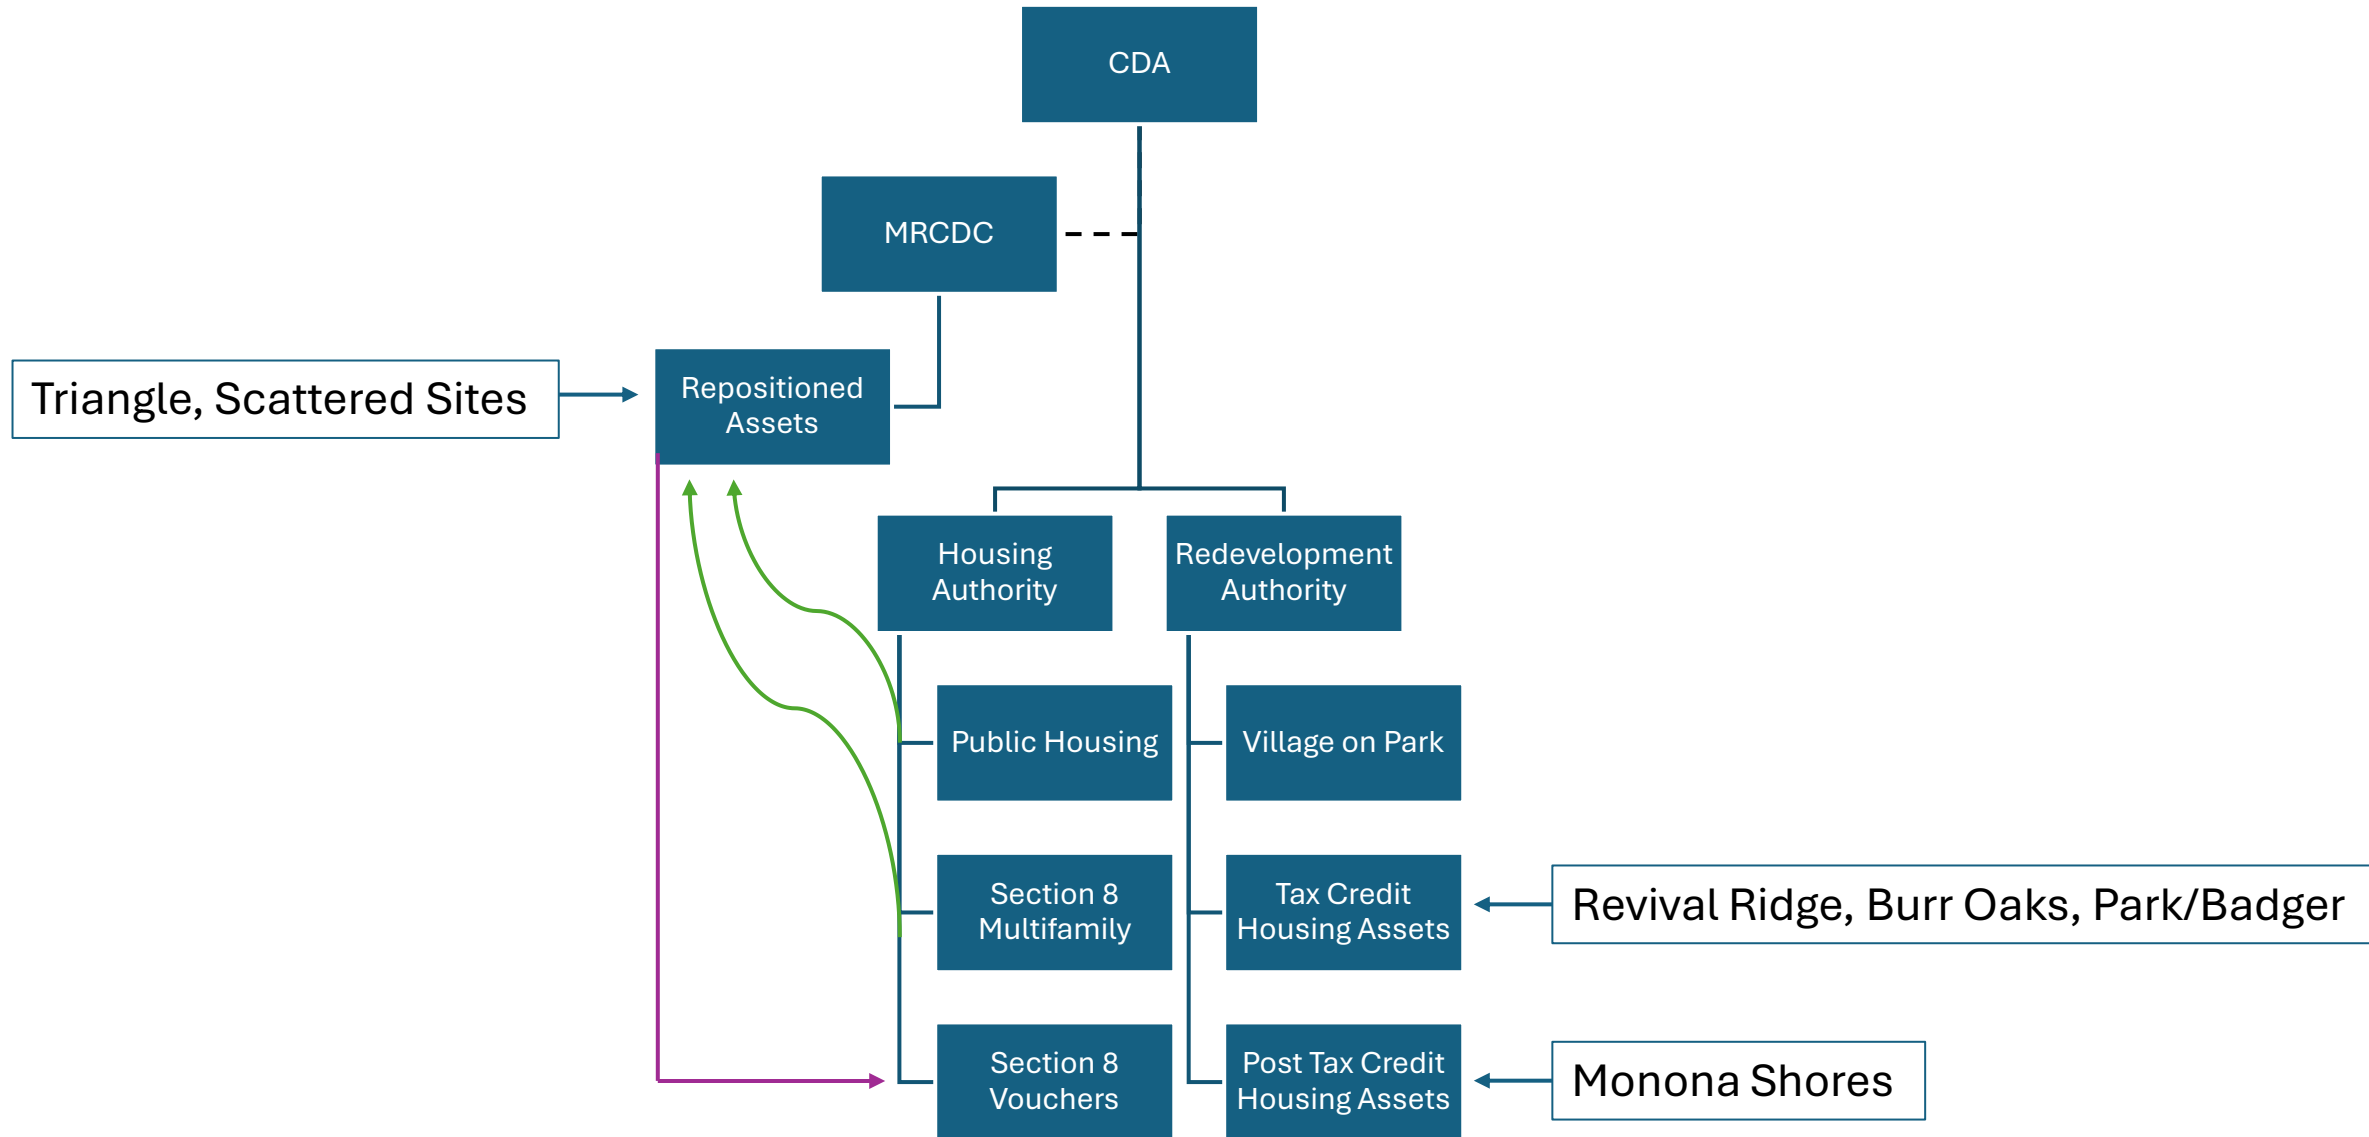 CDA
MRCDC
Triangle, Scattered Sites
Repositioned
Assets
Housing
Authority
Redevelopment
Authority
Public Housing
Village on Park
Section 8
Multifamily
Tax Credit
Housing Assets
Revival Ridge, Burr Oaks, Park/Badger
Section 8
Vouchers
Post Tax Credit
Housing Assets
Monona Shores